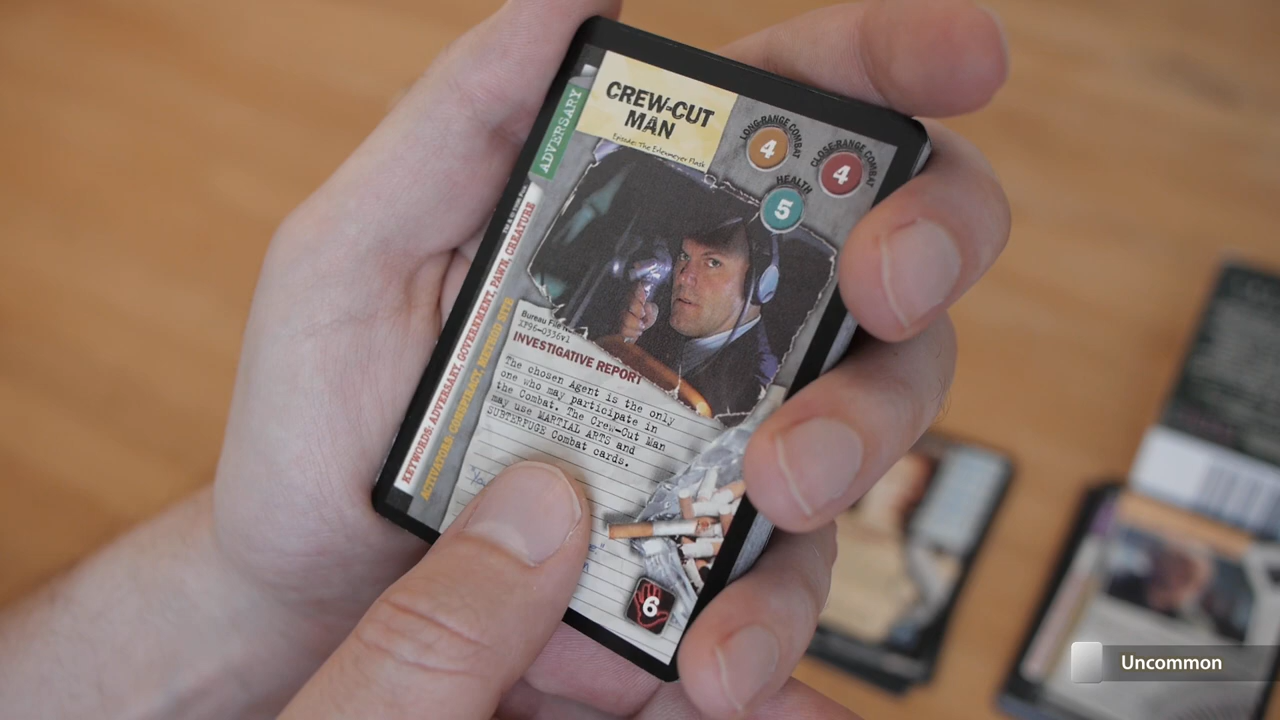 CREW-CUT
MAN
Episode: The Erlenmeyer Flask
ADVERSARY
LONG-RANGE COMBAT
4
CLOSE-RANGE COMBAT
4
HEALTH
5
KEYWORDS: ADVERSARY, GOVERNMENT, PAWN, CREATURE
ACTIVATORS: CONSPIRACY, METHOD SITE
Bureau File
XF96-0336v1
INVESTIGATIVE REPORT
The chosen Agent is the only
one who may participate in
the Combat. The Crew-Cut Man
may use MARTIAL ARTS and
SUBTERFUGE Combat cards.
6
Uncommon